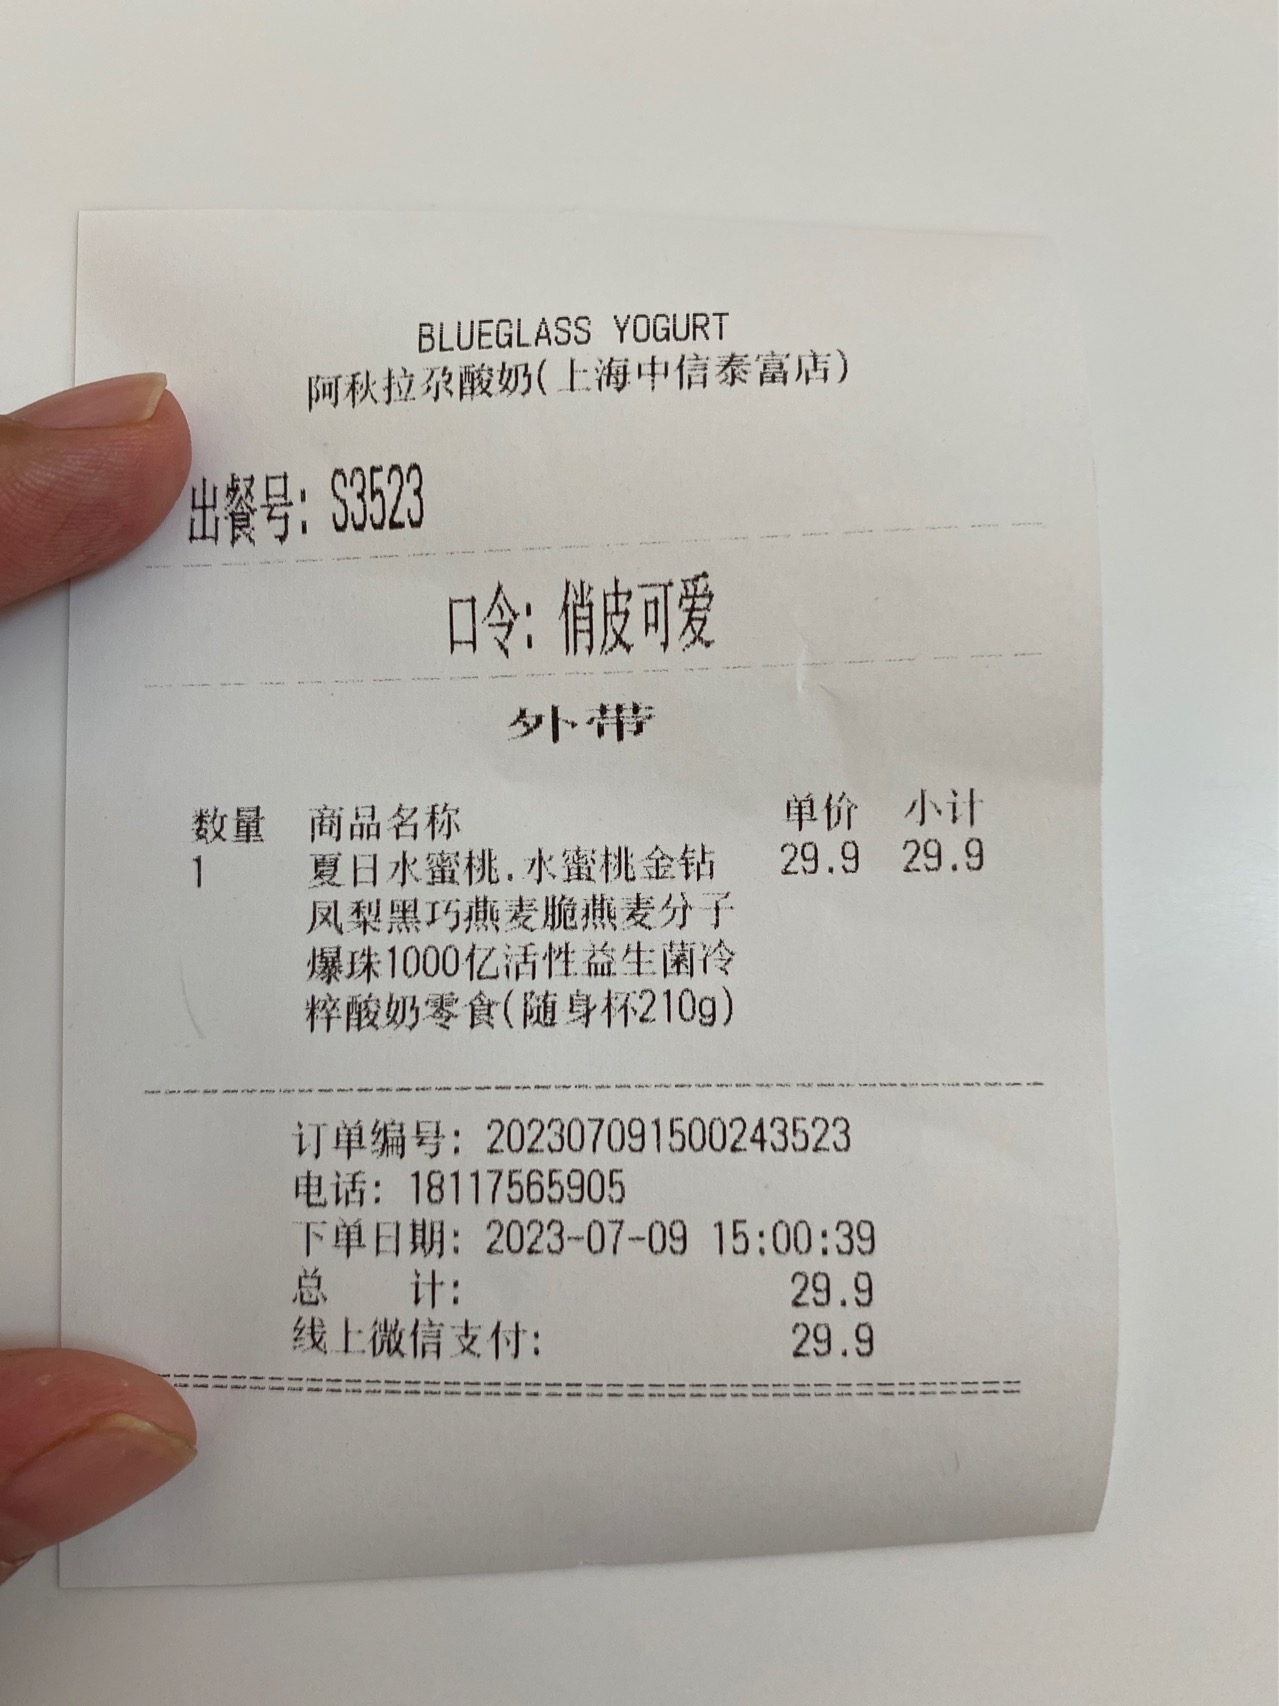 BLUEGLASS YOGURT
阿秋拉尕酸奶(上海中信泰富店)
出餐号: S3523
口令: 俏皮可爱
外带
数量 商品名称 单价 小计
1 夏日水蜜桃.水蜜桃金钻 29.9 29.9
凤梨黑巧燕麦脆燕麦分子
爆珠1000亿活性益生菌冷
粹酸奶零食(随身杯210g)
订单编号: 202307091500243523
电话: 18117565905
下单日期: 2023-07-09 15:00:39
总 计: 29.9
线上微信支付: 29.9